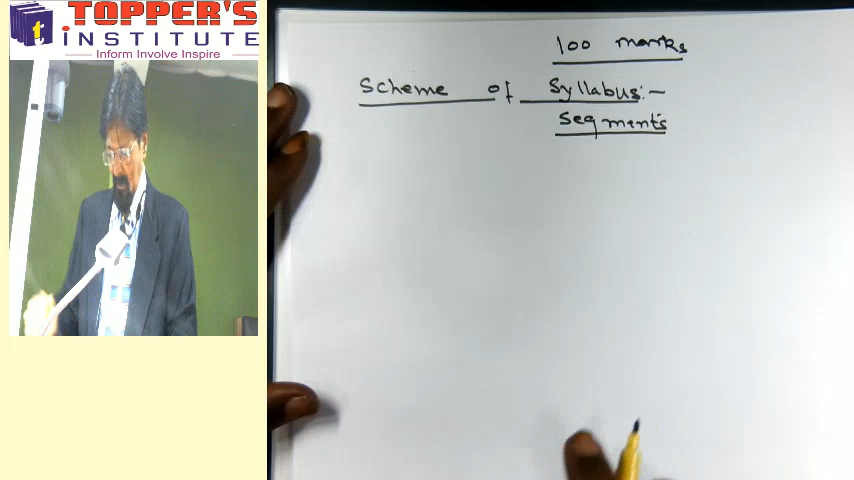 t
TOPPER'S
INSTITUTE
Inform Involve Inspire
100 marks
Scheme of Syllabus:-
Segments